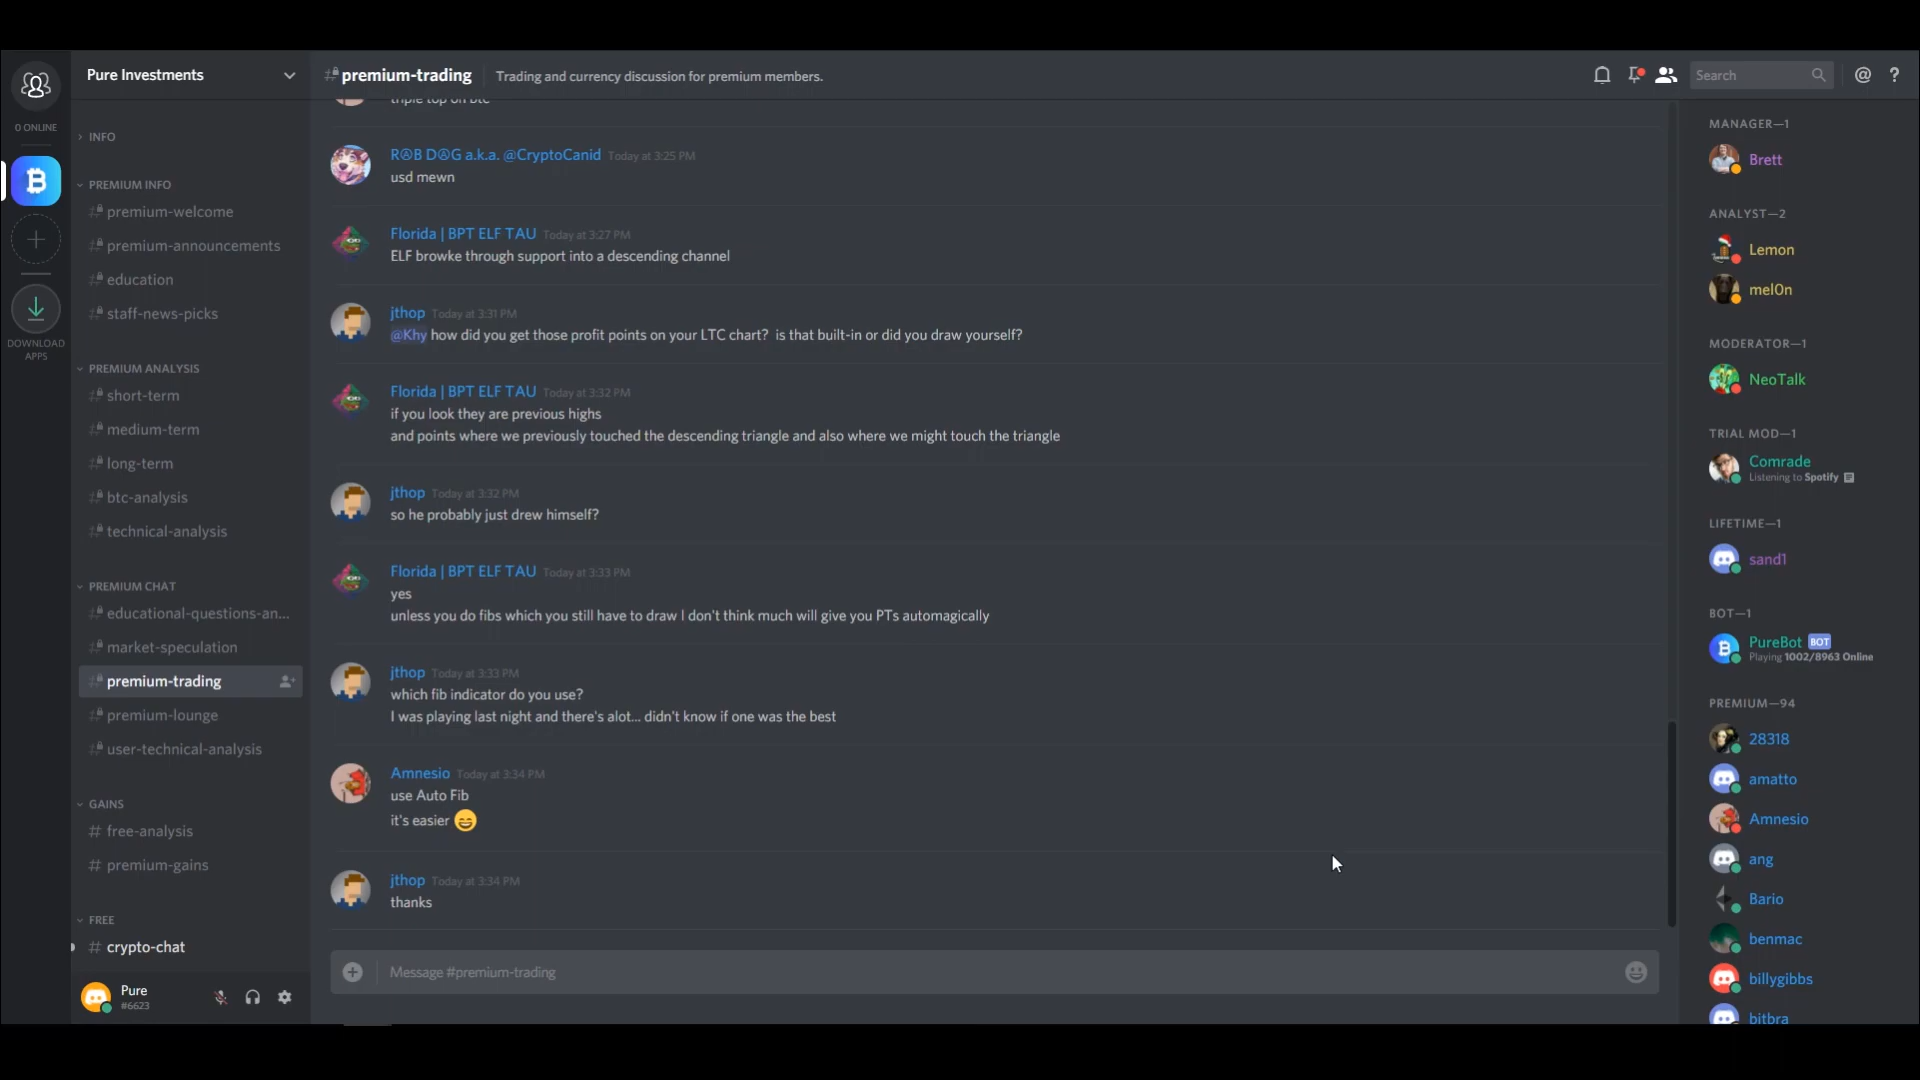 0 ONLINE
DOWNLOAD
APPS
Pure Investments
INFO
PREMIUM INFO
premium-welcome
premium-announcements
education
staff-news-picks
PREMIUM ANALYSIS
short-term
medium-term
long-term
btc-analysis
technical-analysis
PREMIUM CHAT
educational-questions-an...
market-speculation
premium-trading
premium-lounge
user-technical-analysis
GAINS
# free-analysis
# premium-gains
FREE
# crypto-chat
Pure
#6623
premium-trading Trading and currency discussion for premium members.
Search @ ?
triple top on btc
RⒶB DⒶG a.k.a. @CryptoCanid Today at 3:25 PM
usd mewn
Florida | BPT ELF TAU Today at 3:27 PM
ELF browke through support into a descending channel
jthop Today at 3:31 PM
@Khy how did you get those profit points on your LTC chart? is that built-in or did you draw yourself?
Florida | BPT ELF TAU Today at 3:32 PM
if you look they are previous highs
and points where we previously touched the descending triangle and also where we might touch the triangle
jthop Today at 3:32 PM
so he probably just drew himself?
Florida | BPT ELF TAU Today at 3:33 PM
yes
unless you do fibs which you still have to draw I don't think much will give you PTs automagically
jthop Today at 3:33 PM
which fib indicator do you use?
I was playing last night and there's alot... didn't know if one was the best
Amnesio Today at 3:34 PM
use Auto Fib
it's easier 😄
jthop Today at 3:34 PM
thanks
Message #premium-trading
MANAGER—1
Brett
ANALYST—2
Lemon
mel0n
MODERATOR—1
NeoTalk
TRIAL MOD—1
Comrade
Listening to Spotify
LIFETIME—1
sand1
BOT—1
PureBot BOT
Playing 1002/8963 Online
PREMIUM—94
28318
amatto
Amnesio
ang
Bario
benmac
billygibbs
bitbra